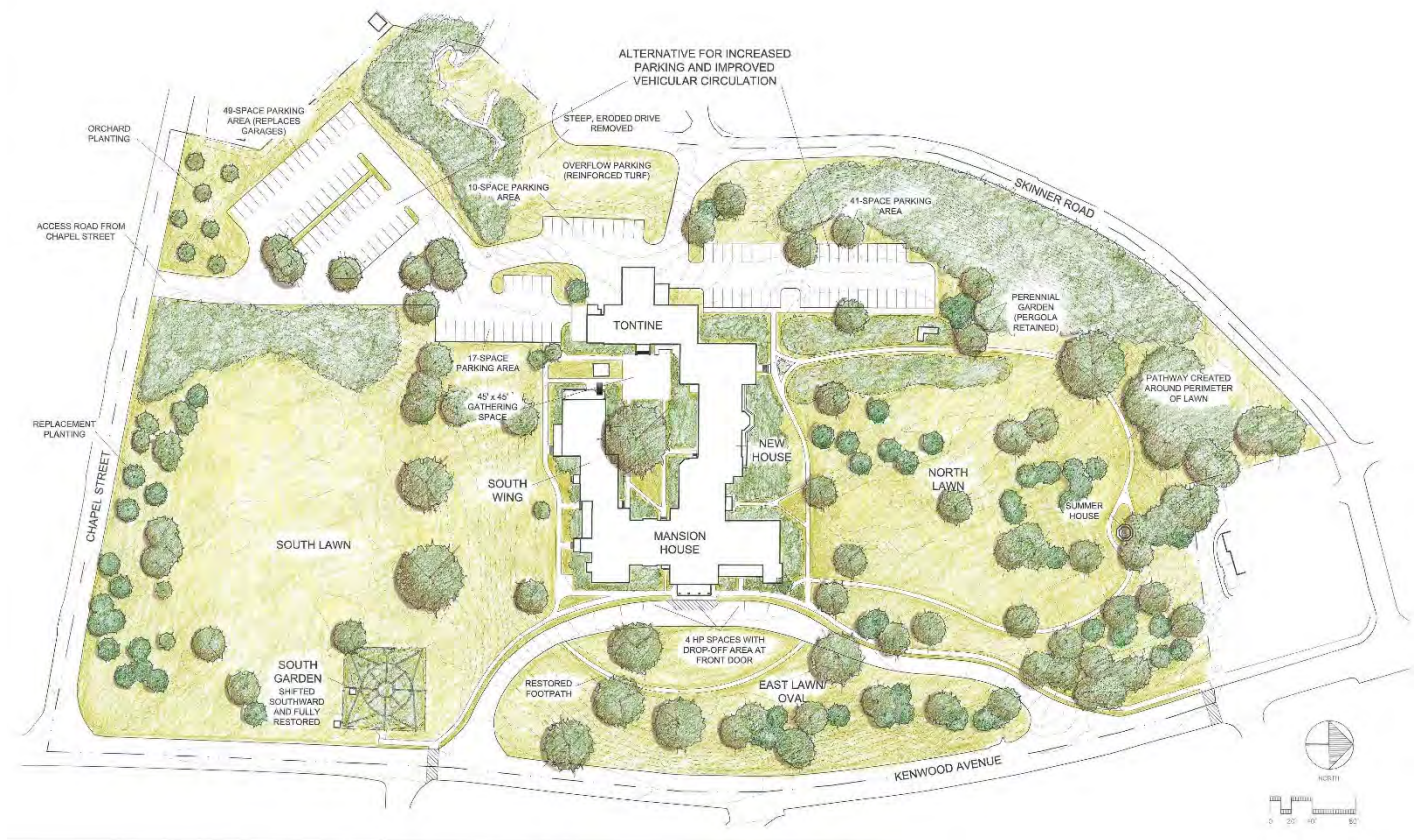 ALTERNATIVE FOR INCREASED
PARKING AND IMPROVED
VEHICULAR CIRCULATION
49-SPACE PARKING
AREA (REPLACES
GARAGES)
ORCHARD
PLANTING
STEEP, ERODED DRIVE
REMOVED
OVERFLOW PARKING
(REINFORCED TURF)
10-SPACE PARKING
AREA
SKINNER ROAD
41-SPACE PARKING
AREA
ACCESS ROAD FROM
CHAPEL STREET
PERENNIAL
GARDEN
(PERGOLA
RETAINED)
TONTINE
17-SPACE
PARKING AREA
PATHWAY CREATED
AROUND PERIMETER
OF LAWN
45' x 45'
GATHERING
SPACE
REPLACEMENT
PLANTING
NEW
HOUSE
NORTH
LAWN
SOUTH
WING
SUMMER
HOUSE
CHAPEL STREET
SOUTH LAWN
MANSION
HOUSE
4 HP SPACES WITH
DROP-OFF AREA AT
FRONT DOOR
SOUTH
GARDEN
SHIFTED
SOUTHWARD
AND FULLY
RESTORED
RESTORED
FOOTPATH
EAST LAWN/
OVAL
KENWOOD AVENUE
NORTH
0 20' 40' 80'